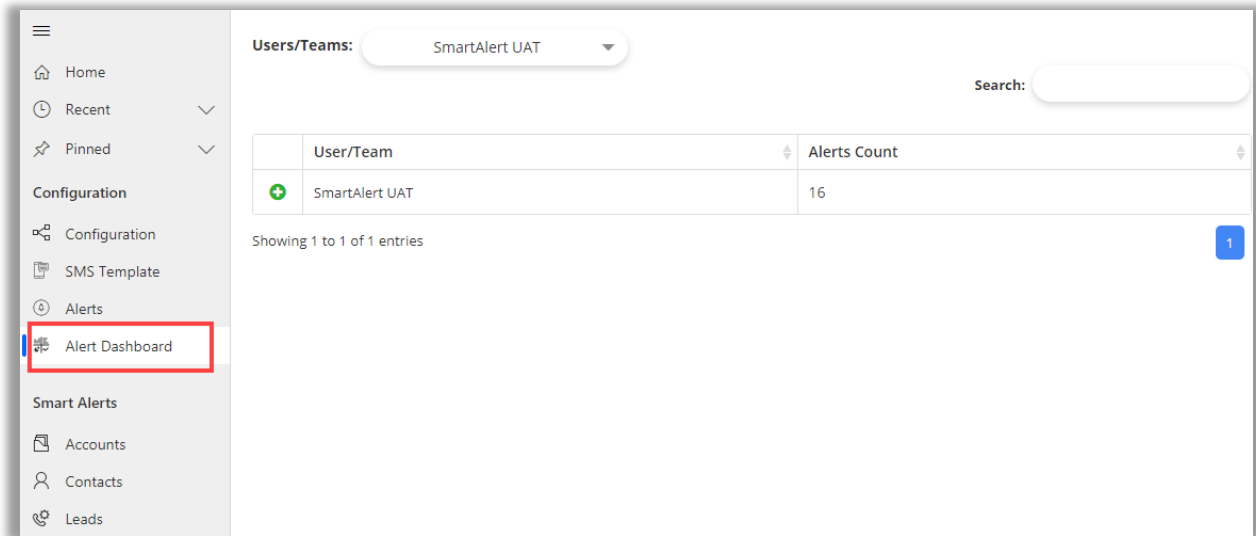 Home
Recent
Pinned
Configuration
Configuration
SMS Template
Alerts
Alert Dashboard
Smart Alerts
Accounts
Contacts
Leads
Users/Teams: SmartAlert UAT
Search:
User/Team Alerts Count
SmartAlert UAT 16
Showing 1 to 1 of 1 entries 1